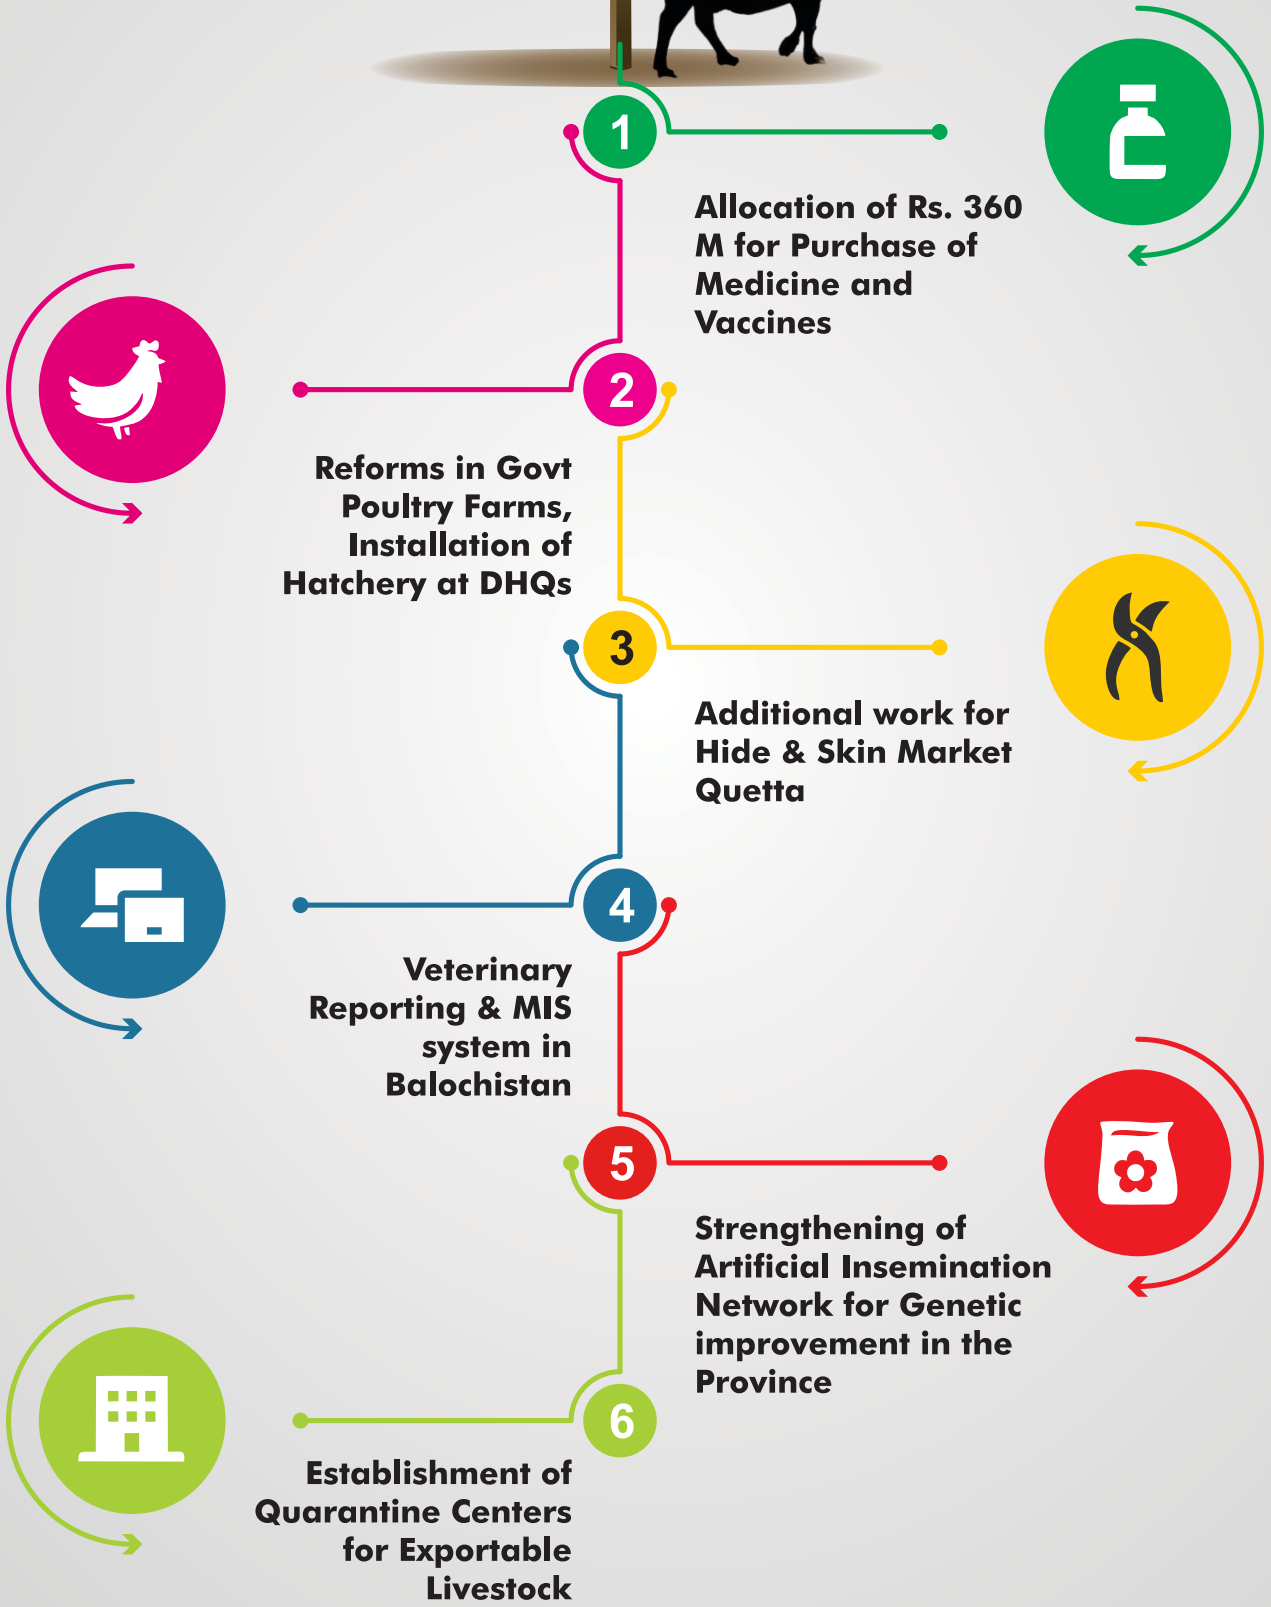 1
Allocation of Rs. 360
M for Purchase of
Medicine and
Vaccines
2
Reforms in Govt
Poultry Farms,
Installation of
Hatchery at DHQs
3
Additional work for
Hide & Skin Market
Quetta
4
Veterinary
Reporting & MIS
system in
Balochistan
5
Strengthening of
Artificial Insemination
Network for Genetic
improvement in the
Province
6
Establishment of
Quarantine Centers
for Exportable
Livestock